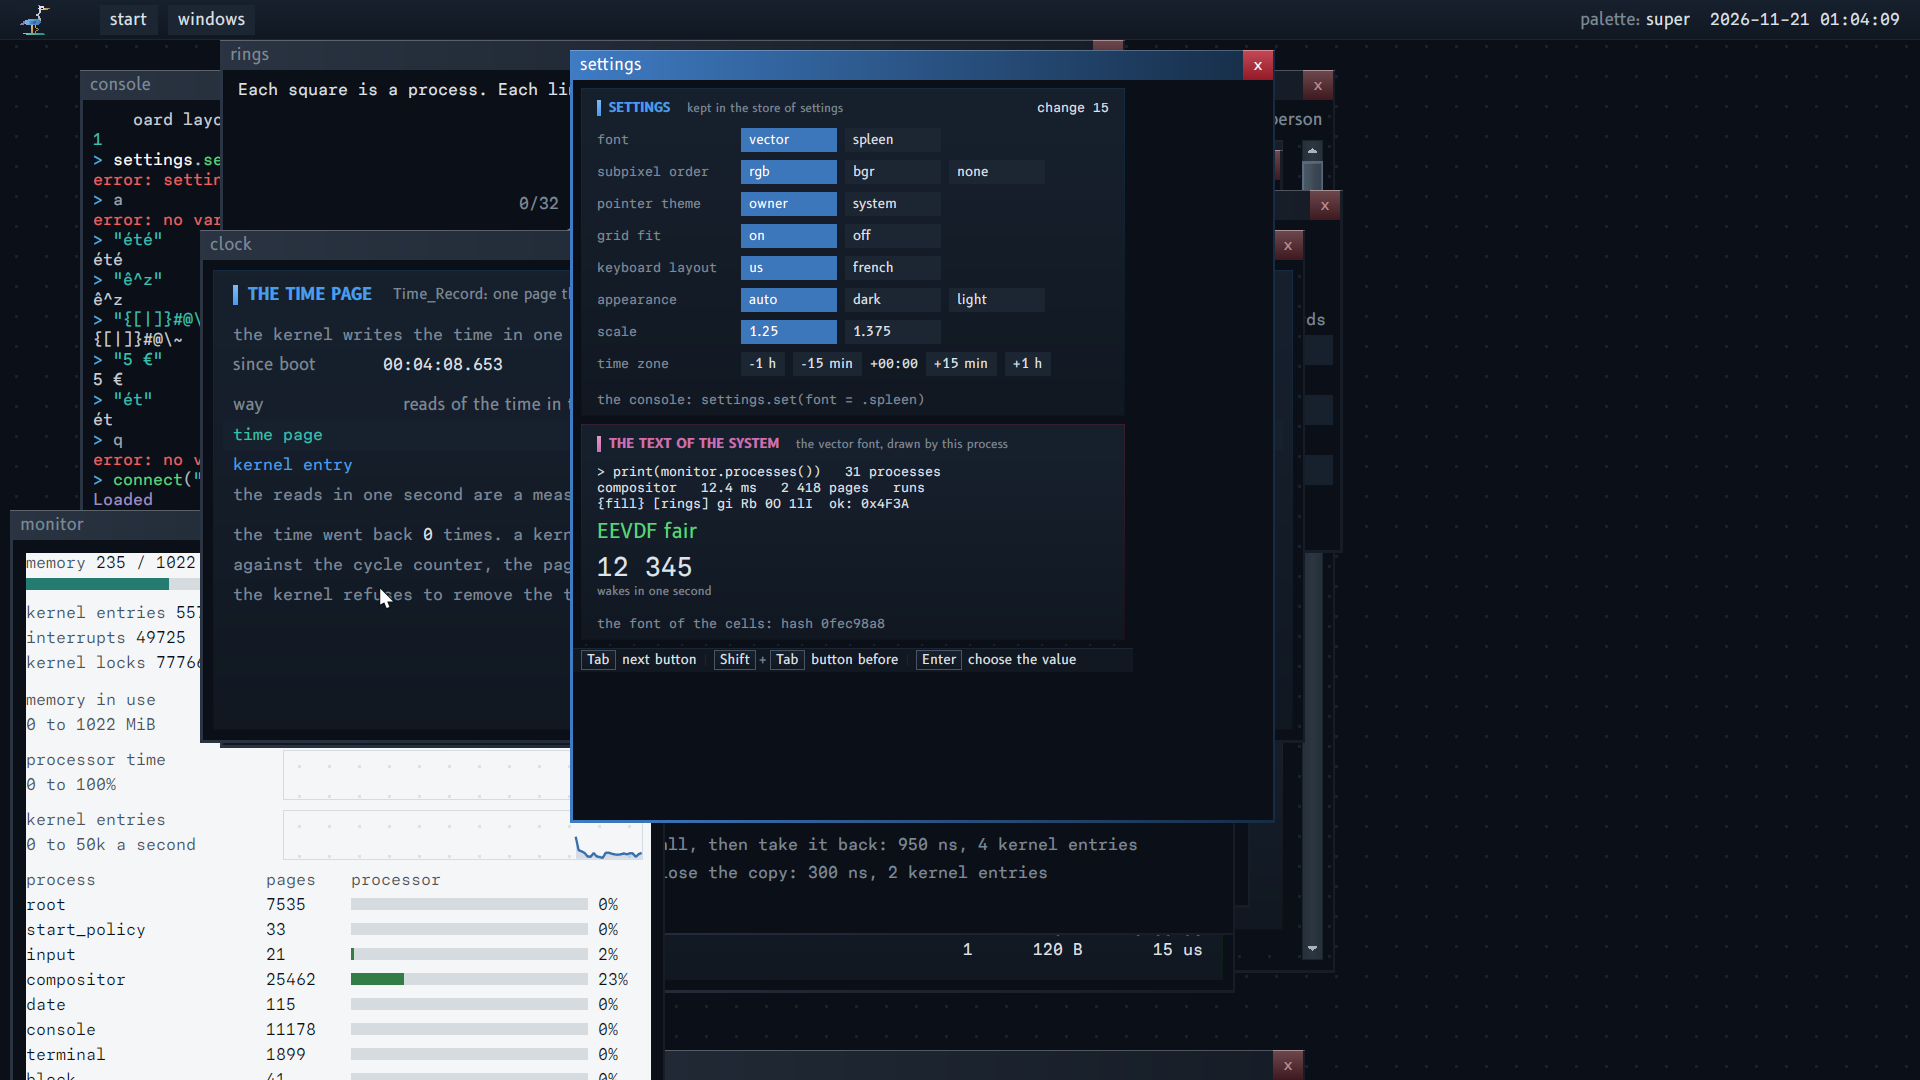 start windows palette: super 2026-11-21 01:04:09
rings
Each square is a process. Each
0/32
console
oard
1
> settings.
error:
> a
error: no
> "été"
été
> "ê^z"
ê^z
> "{[|]}#@\
{[|]}#@\~
> "5 €"
5 €
> "ét"
ét
> q
error: no
> connect("
Loaded
clock
THE TIME PAGE Time_Record: one page
the kernel writes the time in one
since boot 00:04:08.653
way reads of the time in
time page
kernel entry
the reads in one second are a
the time went back 0 times. a
against the cycle counter, the
the kernel refuses to remove the
settings x
SETTINGS kept in the store of settings change 15
font vector spleen
subpixel order rgb bgr none
pointer theme owner system
grid fit on off
keyboard layout us french
appearance auto dark light
scale 1.25 1.375
time zone -1 h -15 min +00:00 +15 min +1 h
the console: settings.set(font = .spleen)
THE TEXT OF THE SYSTEM the vector font, drawn by this process
> print(monitor.processes()) 31 processes
compositor 12.4 ms 2 418 pages runs
{fill} [rings] gi Rb 0O 1lI ok: 0x4F3A
EEVDF fair
12 345
wakes in one second
the font of the cells: hash 0fec98a8
Tab next button Shift + Tab button before Enter choose the value
x
person
x
x
ds
monitor
memory 235 / 1022
kernel entries
interrupts 49725
kernel locks
memory in use
0 to 1022 MiB
processor time
0 to 100%
kernel entries
0 to 50k a second
process pages processor
root 7535 0%
start_policy 33 0%
input 21 2%
compositor 25462 23%
date 115 0%
console 11178 0%
terminal 1899 0%
all, then take it back: 950 ns, 4 kernel entries
close the copy: 300 ns, 2 kernel entries
1 120 B 15 us
x